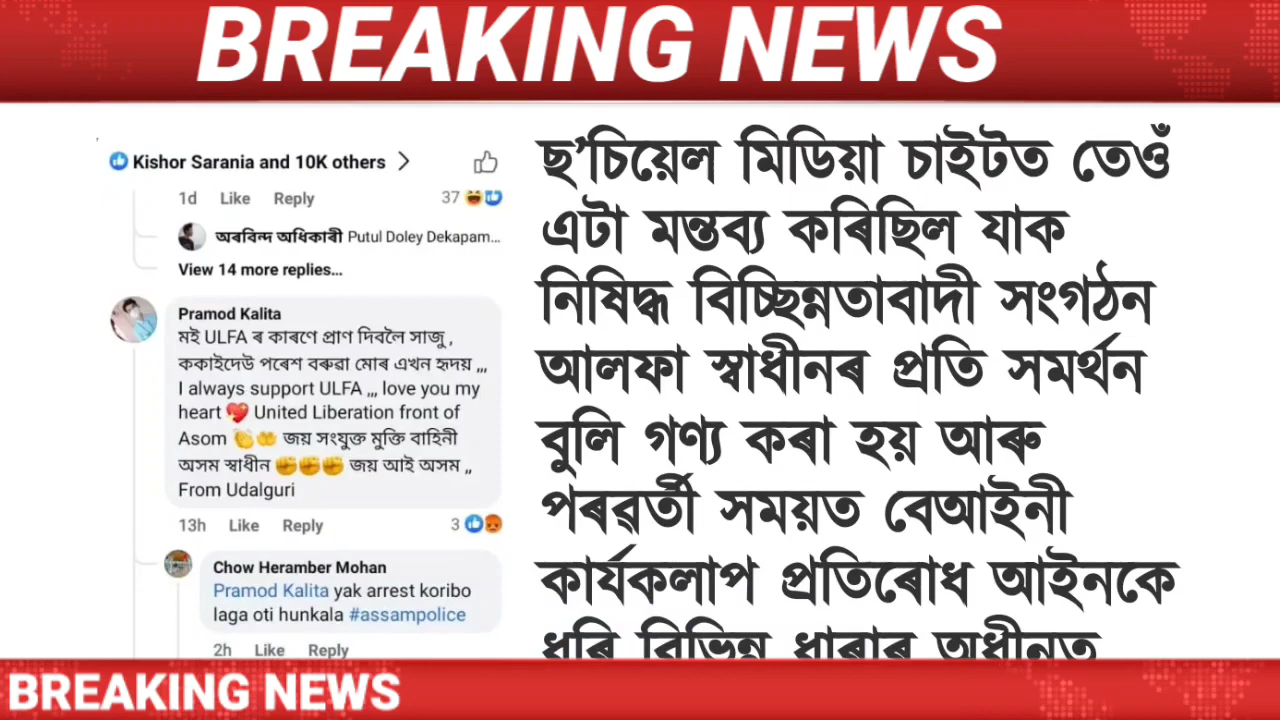 BREAKING NEWS
Kishor Sarania and 10K others
1d Like Reply 37
অৰবিন্দ অধিকাৰী Putul Doley Dekapam...
View 14 more replies...
Pramod Kalita
মই ULFA ৰ কাৰণে প্ৰাণ দিবলৈ সাজু ,
ককাইদেউ পৰেশ বৰুৱা মোৰ এখন হৃদয় ,,,
I always support ULFA ,,, love you my
heart 💖 United Liberation front of
Asom 👏🤲 জয় সংযুক্ত মুক্তি বাহিনী
অসম স্বাধীন ✊✊✊ জয় আই অসম ,,
From Udalguri
13h Like Reply 3
Chow Heramber Mohan
Pramod Kalita yak arrest koribo
laga oti hunkala #assampolice
2h Like Reply
ছ'চিয়েল মিডিয়া চাইটত তেওঁ
এটা মন্তব্য কৰিছিল যাক
নিষিদ্ধ বিচ্ছিন্নতাবাদী সংগঠন
আলফা স্বাধীনৰ প্ৰতি সমৰ্থন
বুলি গণ্য কৰা হয় আৰু
পৰৱৰ্তী সময়ত বেআইনী
কাৰ্যকলাপ প্ৰতিৰোধ আইনকে
ধৰি বিভিন্ন ধাৰাৰ অধীনত
BREAKING NEWS